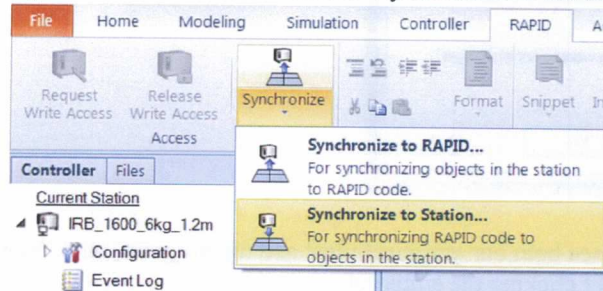 File Home Modeling Simulation Controller RAPID A
Request Write Access
Release Write Access
Synchronize
Format Snippet
Access
Synchronize to RAPID...
For synchronizing objects in the station
to RAPID code.
Synchronize to Station...
For synchronizing RAPID code to
objects in the station.
Controller Files
Current Station
IRB_1600_6kg_1.2m
Configuration
Event Log